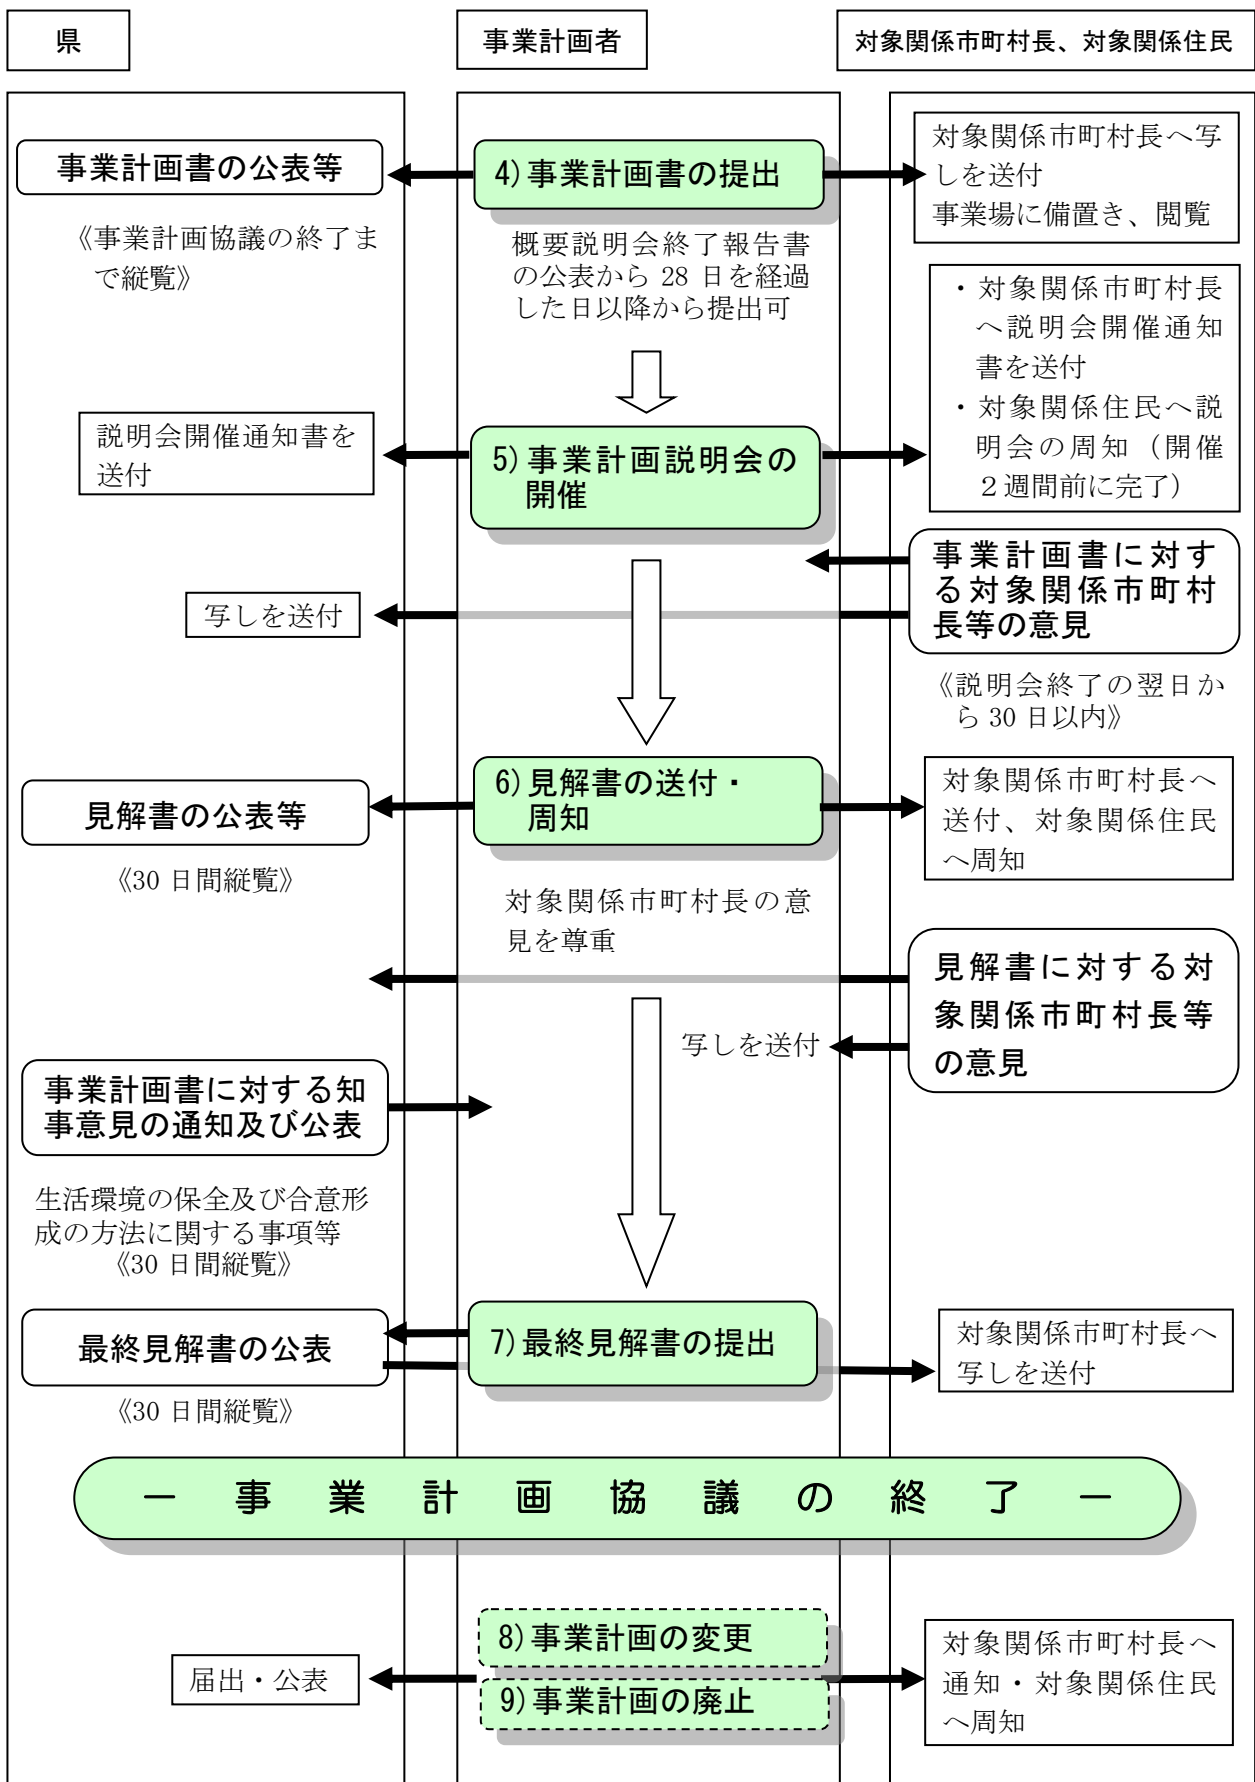 県
事業計画者
対象関係市町村長、対象関係住民
事業計画書の公表等
《事業計画協議の終了ま
で縦覧》
4)事業計画書の提出
概要説明会終了報告書
の公表から 28 日を経過
した日以降から提出可
対象関係市町村長へ写
しを送付
事業場に備置き、閲覧
説明会開催通知書を
送付
5)事業計画説明会の
開催
・対象関係市町村長
へ説明会開催通知
書を送付
・対象関係住民へ説
明会の周知（開催
２週間前に完了）
事業計画書に対す
る対象関係市町村
長等の意見
写しを送付
《説明会終了の翌日か
ら 30 日以内》
見解書の公表等
《30 日間縦覧》
6)見解書の送付・
周知
対象関係市町村長の意
見を尊重
対象関係市町村長へ
送付、対象関係住民
へ周知
見解書に対する対
象関係市町村長等
の意見
写しを送付
事業計画書に対する知
事意見の通知及び公表
生活環境の保全及び合意形
成の方法に関する事項等
《30 日間縦覧》
最終見解書の公表
《30 日間縦覧》
7)最終見解書の提出
対象関係市町村長へ
写しを送付
－事業計画協議の終了－
届出・公表
8)事業計画の変更
9)事業計画の廃止
対象関係市町村長へ
通知・対象関係住民
へ周知